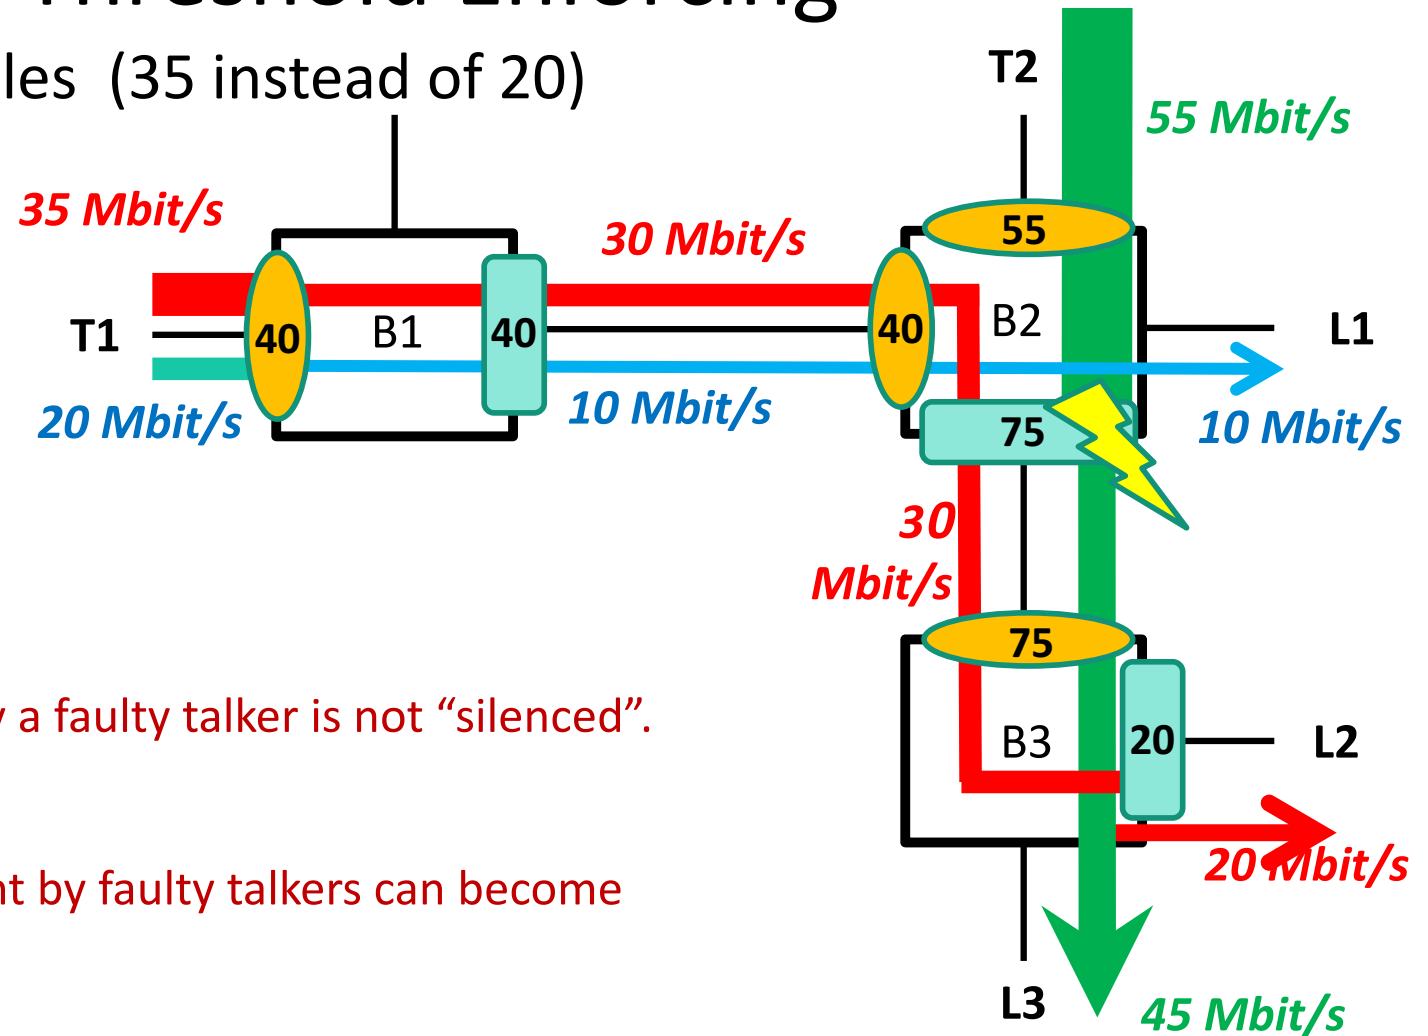 Threshold Enforcing
les (35 instead of 20)
T2
55 Mbit/s
35 Mbit/s
30 Mbit/s
55
T1
40
B1
40
40
B2
L1
20 Mbit/s
10 Mbit/s
10 Mbit/s
75
30
Mbit/s
75
y a faulty talker is not “silenced”.
B3
20
L2
20 Mbit/s
nt by faulty talkers can become
L3
45 Mbit/s